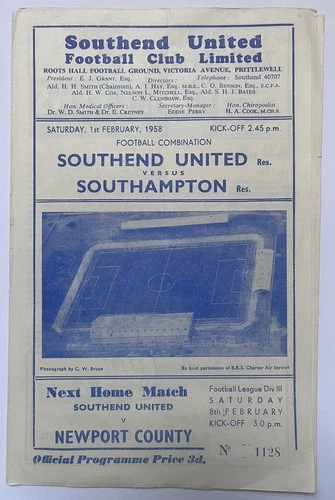 Southend United
Football Club Limited
ROOTS HALL FOOTBALL GROUND, VICTORIA AVENUE, PRITTLEWELL
President: E. J. GRANT, ESQ. Directors: Telephone: Southend 40707
Ald. H. H. SMITH (Chairman), A. I. HAY, ESQ., M.B.E., C. O. BENSON, ESQ., E.C.F.A.
Ald. H. W. COX, NELSON L. MITCHELL, ESQ., Ald. S. H. J. BATES
C. W. CLENSHAW, ESQ.
Hon. Medical Officers: Secretary-Manager: Hon. Chiropodist:
Dr. W. D. SMITH & Dr. E. CRETNEY EDDIE PERRY H. A. COOK, M.CH.S.
SATURDAY, 1st FEBRUARY, 1958 KICK-OFF 2.45 p.m.
FOOTBALL COMBINATION
SOUTHEND UNITED Res.
VERSUS
SOUTHAMPTON Res.
Photograph by C. W. Bruce By kind permission of B.K.S. Charter Air Service
Next Home Match
SOUTHEND UNITED
v
NEWPORT COUNTY
Football League Div III
SATURDAY
8th FEBRUARY
KICK-OFF 3.0 p.m.
Official Programme Price 3d.
Nº 1128